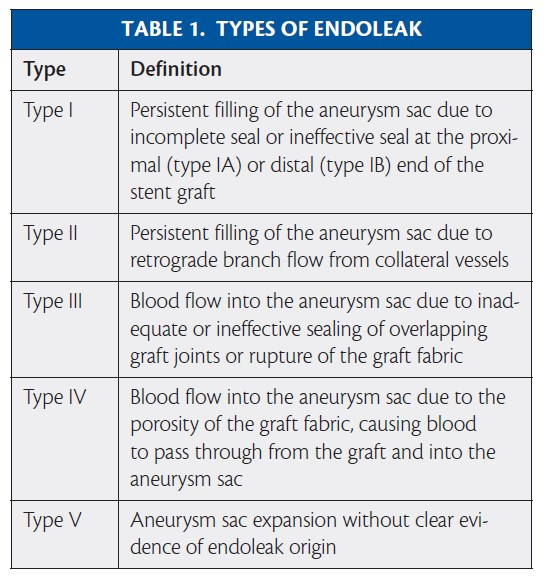 TABLE 1. TYPES OF ENDOLEAK
Type Definition
Type I Persistent filling of the aneurysm sac due to
incomplete seal or ineffective seal at the proxi-
mal (type IA) or distal (type IB) end of the
stent graft
Type II Persistent filling of the aneurysm sac due to
retrograde branch flow from collateral vessels
Type III Blood flow into the aneurysm sac due to inad-
equate or ineffective sealing of overlapping
graft joints or rupture of the graft fabric
Type IV Blood flow into the aneurysm sac due to the
porosity of the graft fabric, causing blood
to pass through from the graft and into the
aneurysm sac
Type V Aneurysm sac expansion without clear evi-
dence of endoleak origin